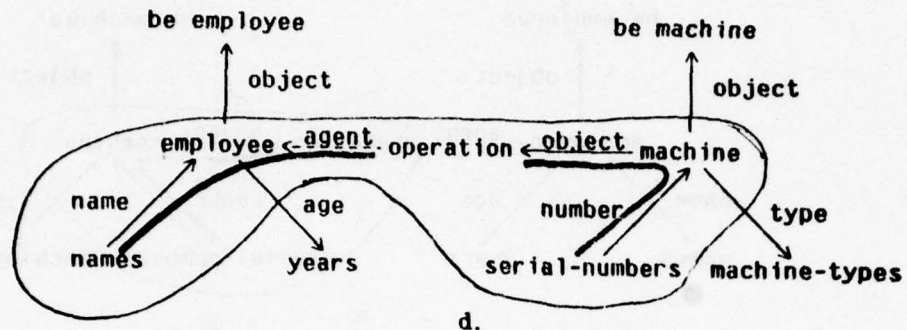 be employee be machine
object object
employee agent operation object machine
name age number type
names years serial-numbers machine-types
d.